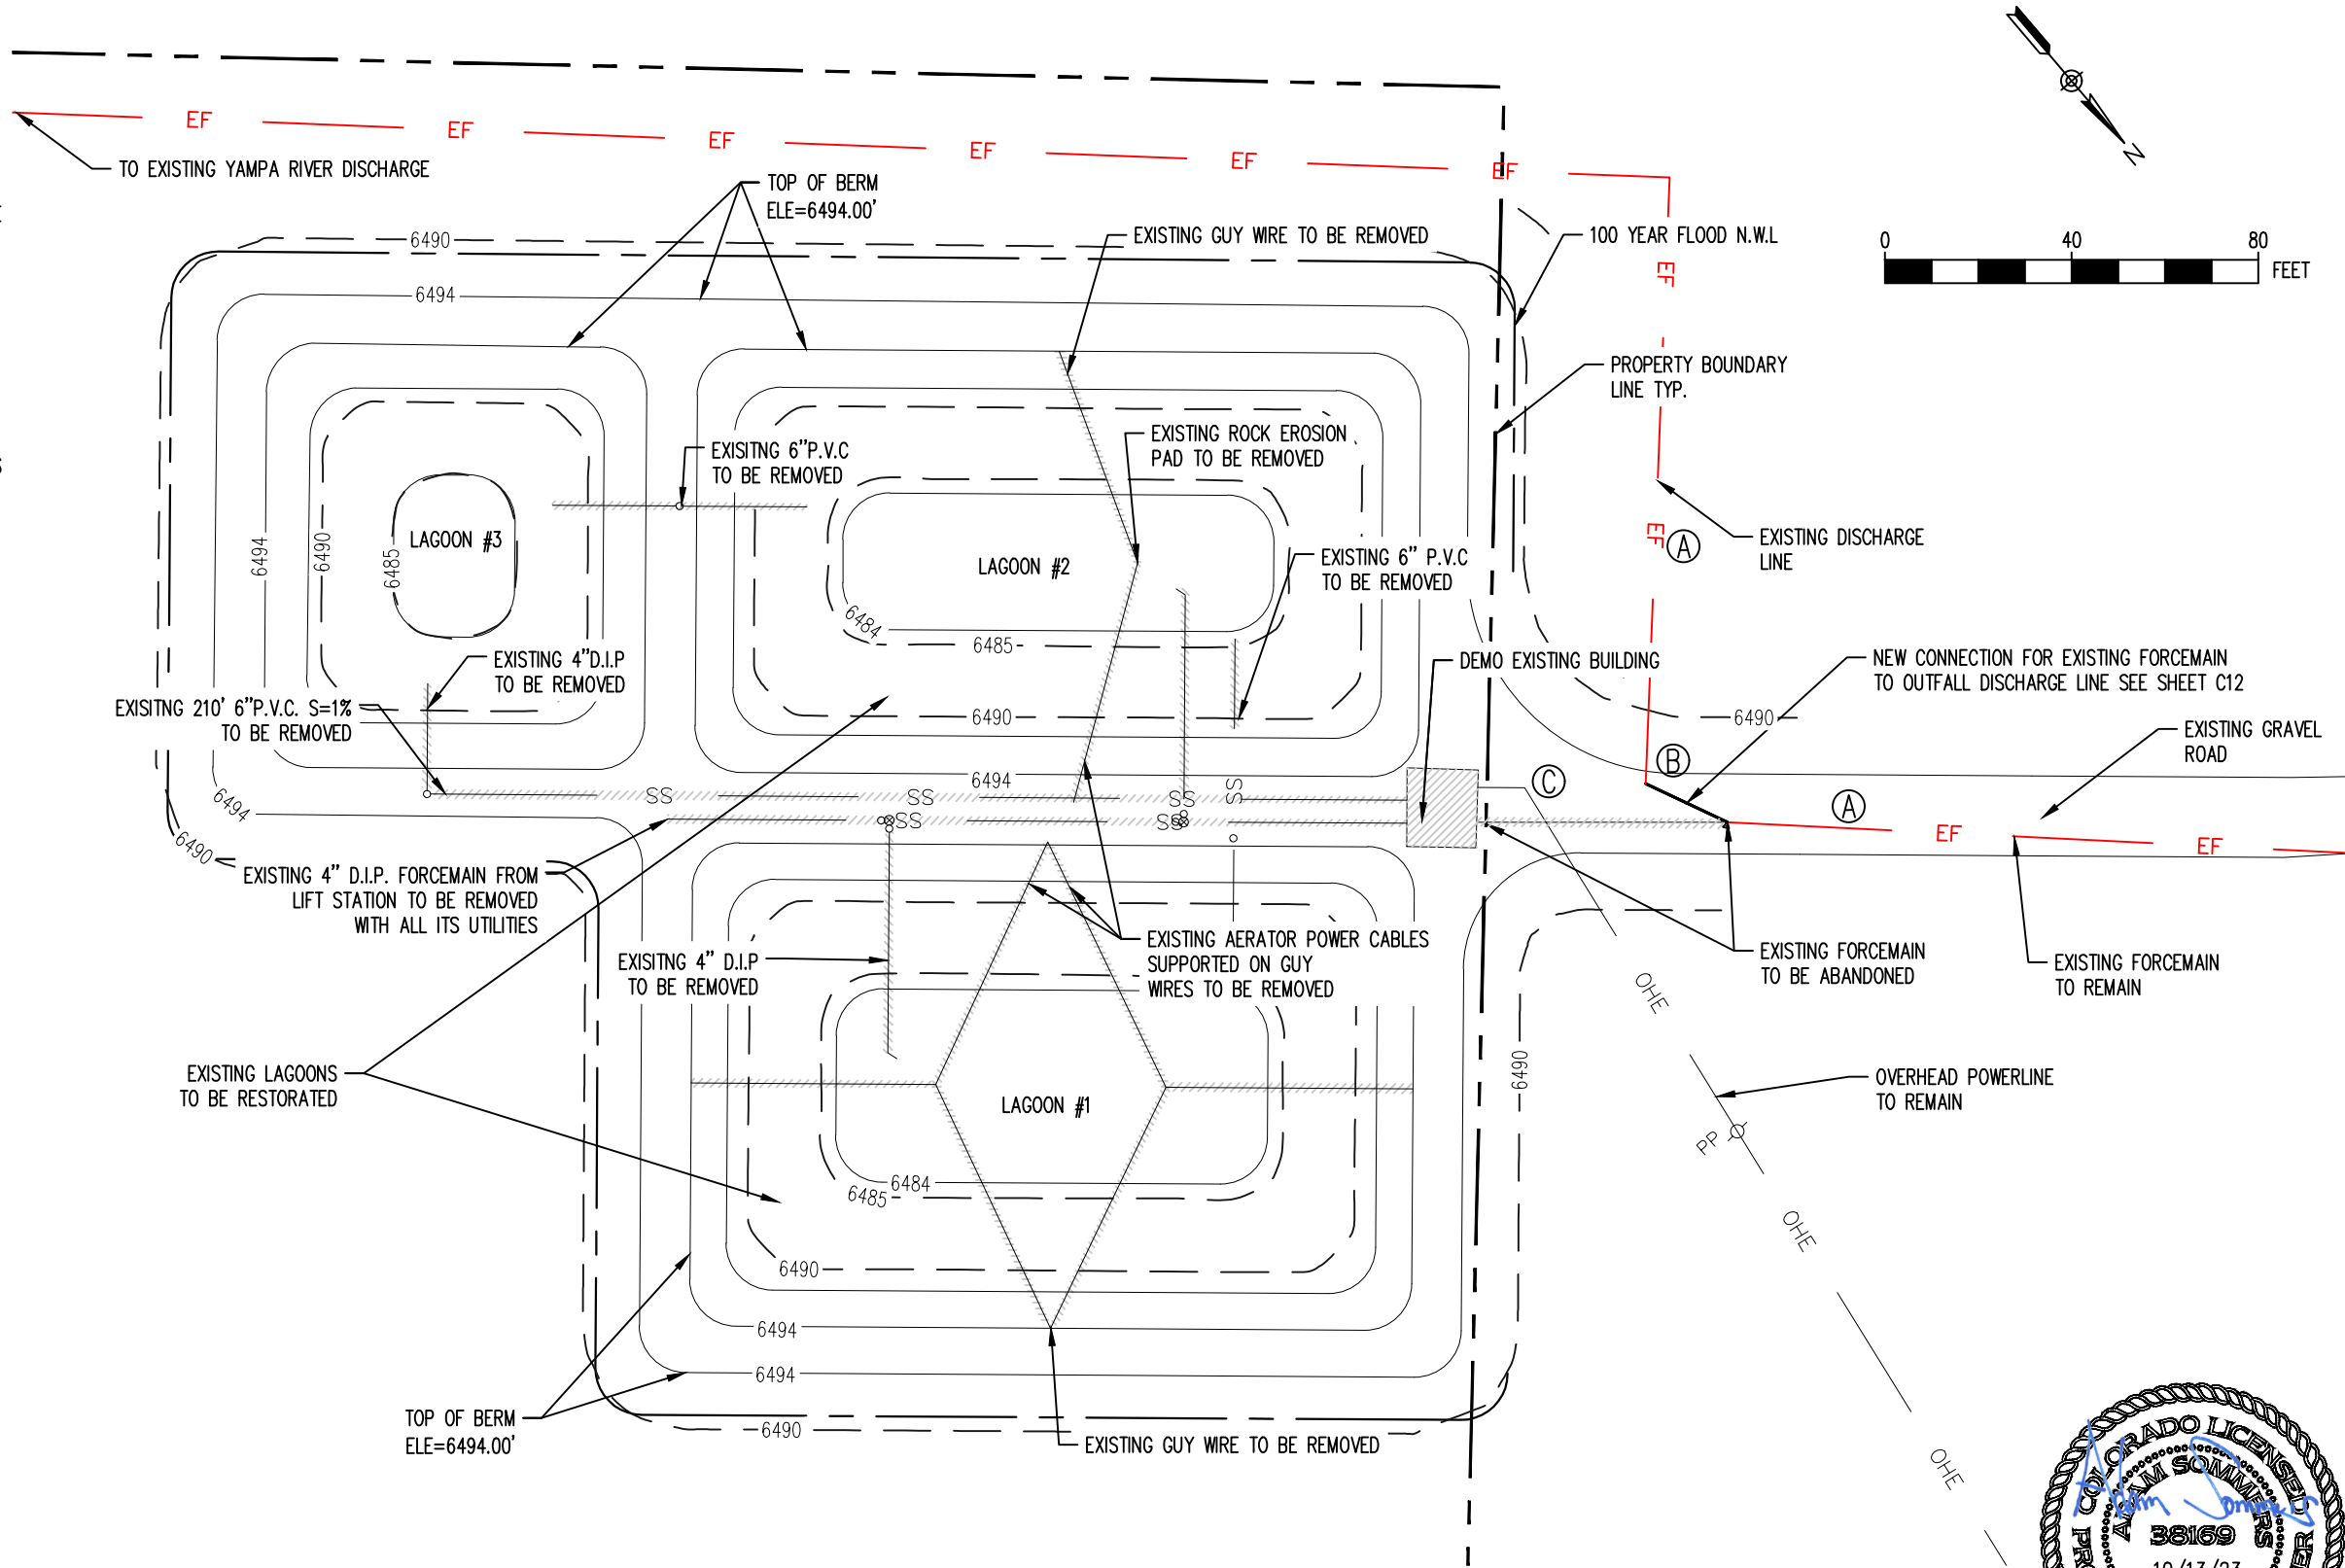 N
0 40 80
FEET
EF EF EF EF EF EF
TO EXISTING YAMPA RIVER DISCHARGE
TOP OF BERM
ELE=6494.00'
6490
EXISTING GUY WIRE TO BE REMOVED
100 YEAR FLOOD N.W.L
EF
6494
PROPERTY BOUNDARY
LINE TYP.
EXISITNG 6"P.V.C
TO BE REMOVED
EXISTING ROCK EROSION
PAD TO BE REMOVED
LAGOON #3
6494
6490
6485
LAGOON #2
EXISTING 6" P.V.C
TO BE REMOVED
EF
A
EXISTING DISCHARGE
LINE
6484
6485
EXISTING 4"D.I.P
TO BE REMOVED
DEMO EXISTING BUILDING
NEW CONNECTION FOR EXISTING FORCEMAIN
TO OUTFALL DISCHARGE LINE SEE SHEET C12
EXISITNG 210' 6"P.V.C. S=1%
TO BE REMOVED
6490
6490
EXISTING GRAVEL
ROAD
B
C
6494
6494
SS SS SS SS
SS SS
A
EF EF
6490
EXISTING 4" D.I.P. FORCEMAIN FROM
LIFT STATION TO BE REMOVED
WITH ALL ITS UTILITIES
EXISITNG 4" D.I.P
TO BE REMOVED
EXISTING AERATOR POWER CABLES
SUPPORTED ON GUY
WIRES TO BE REMOVED
EXISTING FORCEMAIN
TO BE ABANDONED
EXISTING FORCEMAIN
TO REMAIN
OHE
EXISTING LAGOONS
TO BE RESTORATED
6490
OVERHEAD POWERLINE
TO REMAIN
LAGOON #1
PP
6484
6485
OHE
6490
6494
6494
TOP OF BERM
ELE=6494.00'
6490
EXISTING GUY WIRE TO BE REMOVED
OHE
COLORADO LICENSED
ADAM SOMMERS
Adam Sommers
38169